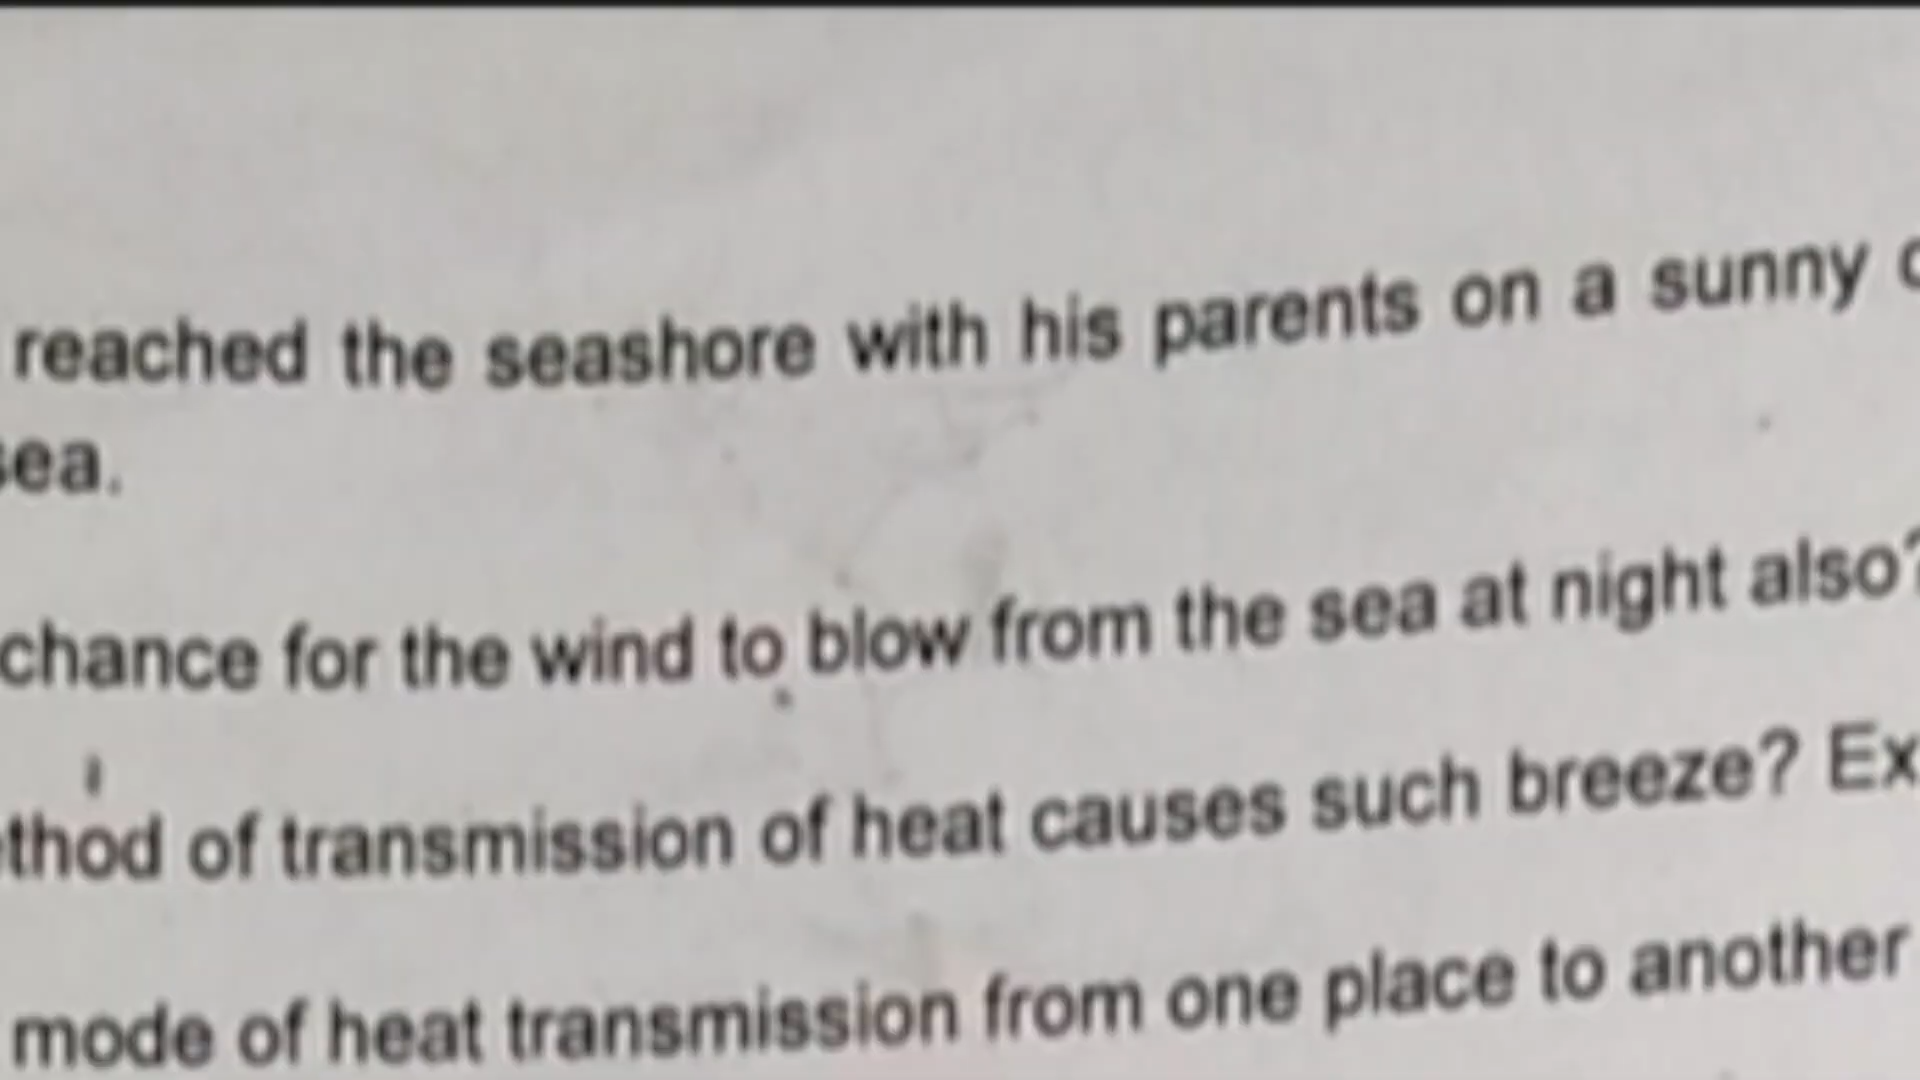 reached the seashore with his parents on a sunny
sea.
chance for the wind to blow from the sea at night also?
thod of transmission of heat causes such breeze? Ex
mode of heat transmission from one place to another